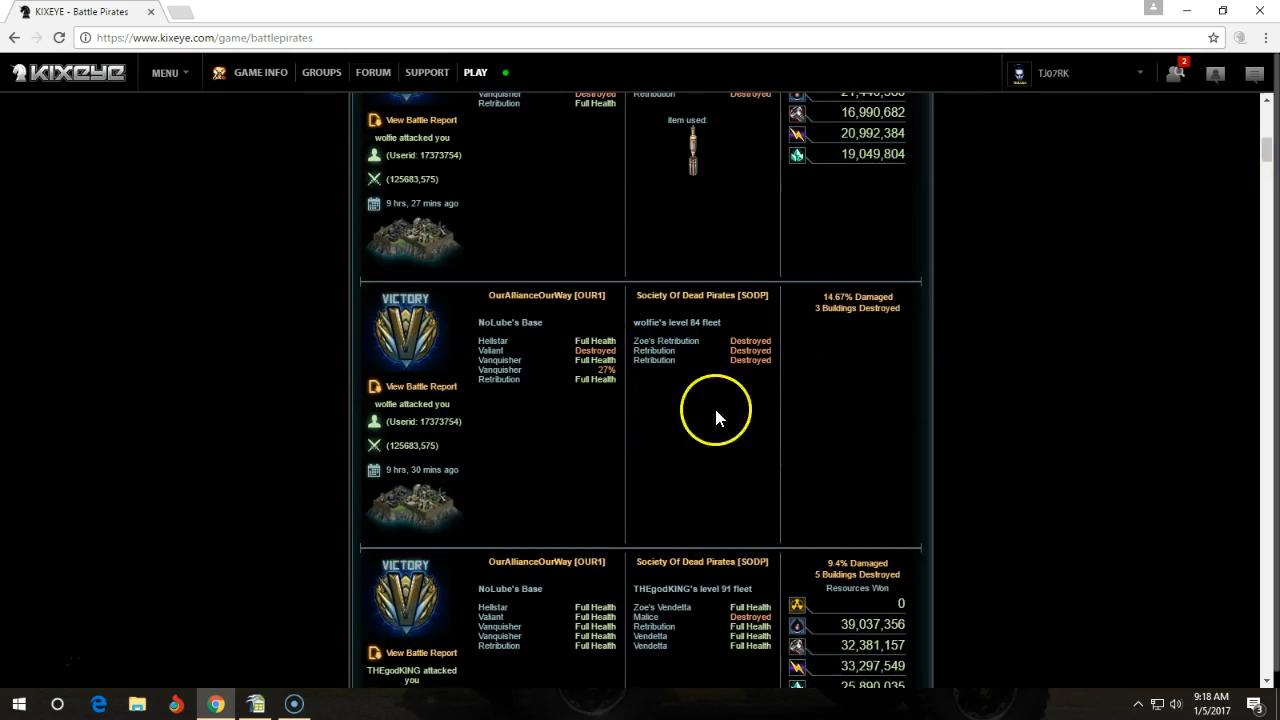 KIXEYE - Battle Pirates
https://www.kixeye.com/game/battlepirates
KIXEYE MENU GAME INFO GROUPS FORUM SUPPORT PLAY TJ07RK 2
Vanquisher Destroyed
Retribution Full Health
Retribution Destroyed
View Battle Report
wolfie attacked you
(Userid: 17373754)
(125683,575)
9 hrs, 27 mins ago
item used:
16,990,682
20,992,384
19,049,804
VICTORY
View Battle Report
wolfie attacked you
(Userid: 17373754)
(125683,575)
9 hrs, 30 mins ago
OurAllianceOurWay [OUR1]
NoLube's Base
Hellstar Full Health
Valiant Destroyed
Vanquisher Full Health
Vanquisher 27%
Retribution Full Health
Society Of Dead Pirates [SODP]
wolfie's level 84 fleet
Zoe's Retribution Destroyed
Retribution Destroyed
Retribution Destroyed
14.67% Damaged
3 Buildings Destroyed
VICTORY
View Battle Report
THEgodKING attacked
you
OurAllianceOurWay [OUR1]
NoLube's Base
Hellstar Full Health
Valiant Full Health
Vanquisher Full Health
Vanquisher Full Health
Retribution Full Health
Society Of Dead Pirates [SODP]
THEgodKING's level 91 fleet
Zoe's Vendetta Full Health
Malice Destroyed
Retribution Full Health
Vendetta Full Health
Vendetta Full Health
9.4% Damaged
5 Buildings Destroyed
Resources Won
0
39,037,356
32,381,157
33,297,549
25,890,035
9:18 AM
1/5/2017
3